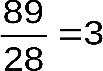 89/28 = 3